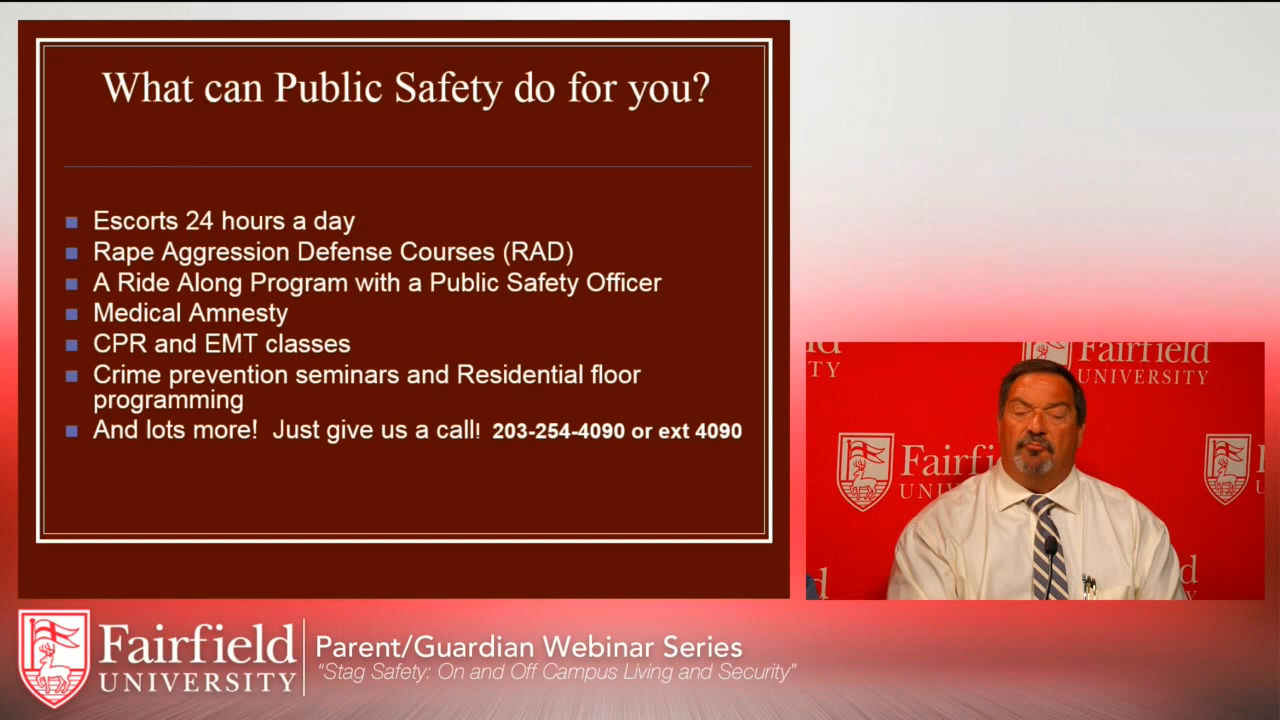 What can Public Safety do for you?
Escorts 24 hours a day
Rape Aggression Defense Courses (RAD)
A Ride Along Program with a Public Safety Officer
Medical Amnesty
CPR and EMT classes
Crime prevention seminars and Residential floor
programming
And lots more!  Just give us a call! 203-254-4090 or ext 4090
Fairfield
UNIVERSITY
Fairfi
UN
Fairfield
UNIVERSITY
Parent/Guardian Webinar Series
"Stag Safety: On and Off Campus Living and Security"